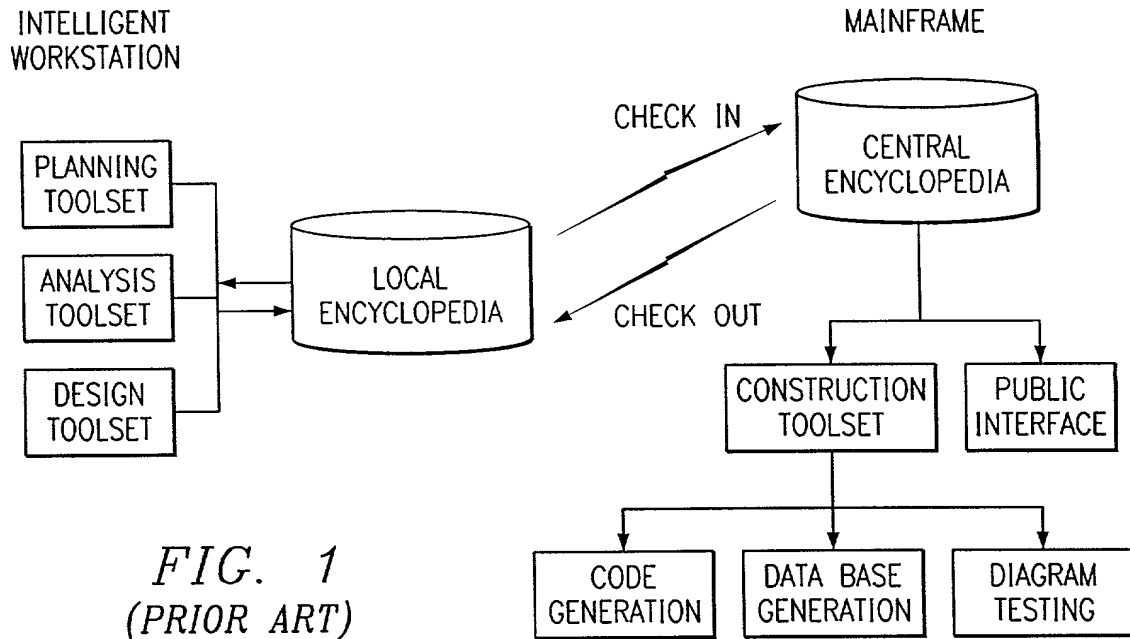 INTELLIGENT
WORKSTATION
MAINFRAME
PLANNING
TOOLSET
ANALYSIS
TOOLSET
DESIGN
TOOLSET
LOCAL
ENCYCLOPEDIA
CHECK IN
CHECK OUT
CENTRAL
ENCYCLOPEDIA
CONSTRUCTION
TOOLSET
PUBLIC
INTERFACE
CODE
GENERATION
DATA BASE
GENERATION
DIAGRAM
TESTING
FIG. 1
(PRIOR ART)